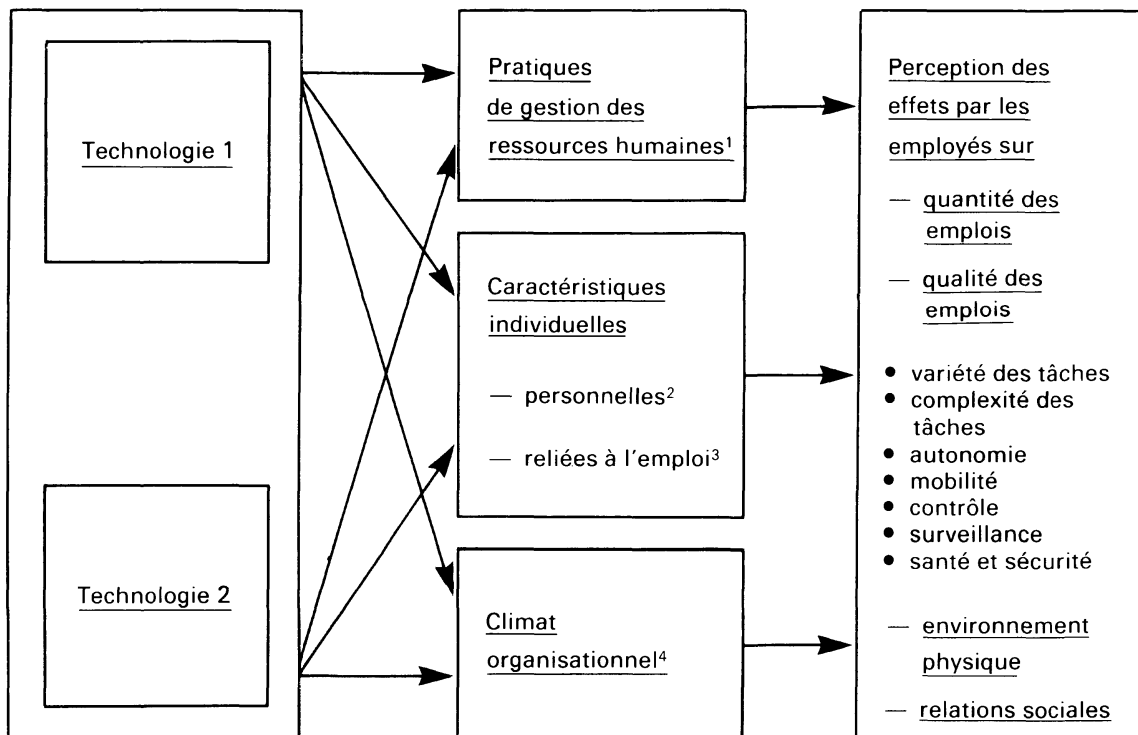 Technologie 1
Technologie 2
Pratiques
de gestion des
ressources humaines¹
Caractéristiques
individuelles
— personnelles²
— reliées à l'emploi³
Climat
organisationnel⁴
Perception des
effets par les
employés sur
— quantité des
emplois
— qualité des
emplois
● variété des tâches
● complexité des
tâches
● autonomie
● mobilité
● contrôle
● surveillance
● santé et sécurité
— environnement
physique
— relations sociales